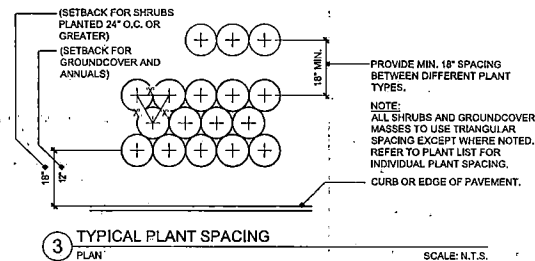 (SETBACK FOR SHRUBS
PLANTED 24" O.C. OR
GREATER)
(SETBACK FOR
GROUNDCOVER AND
ANNUALS)
18" MIN.
PROVIDE MIN. 18" SPACING
BETWEEN DIFFERENT PLANT
TYPES.
NOTE:
ALL SHRUBS AND GROUNDCOVER
MASSES TO USE TRIANGULAR
SPACING EXCEPT WHERE NOTED.
REFER TO PLANT LIST FOR
INDIVIDUAL PLANT SPACING.
X
X
X
18"
12"
CURB OR EDGE OF PAVEMENT.
3 TYPICAL PLANT SPACING
PLAN SCALE: N.T.S.